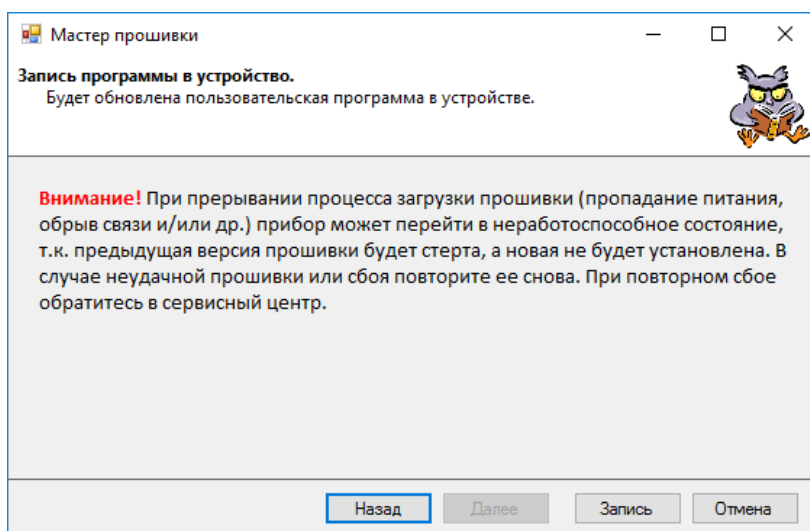 Мастер прошивки
Запись программы в устройство.
Будет обновлена пользовательская программа в устройстве.
Внимание! При прерывании процесса загрузки прошивки (пропадание питания,
обрыв связи и/или др.) прибор может перейти в неработоспособное состояние,
т.к. предыдущая версия прошивки будет стерта, а новая не будет установлена. В
случае неудачной прошивки или сбоя повторите ее снова. При повторном сбое
обратитесь в сервисный центр.
Назад Далее Запись Отмена